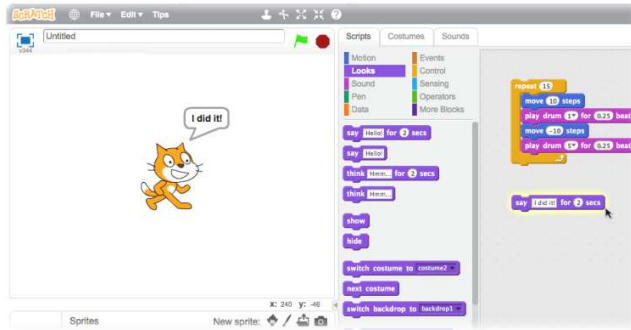 SCRATCH File▼ Edit▼ Tips
Untitled
v344
I did it!
x: 240 y: -46
Sprites New sprite:
Scripts Costumes Sounds
Motion Events
Looks Control
Sound Sensing
Pen Operators
Data More Blocks
say Hello! for 2 secs
say Hello!
think Hmm... for 2 secs
think Hmm...
show
hide
switch costume to costume2
next costume
switch backdrop to backdrop1
repeat 15
move 10 steps
play drum 1▼ for 0.25 beat
move -10 steps
play drum 5▼ for 0.25 beat
say I did it! for 2 secs